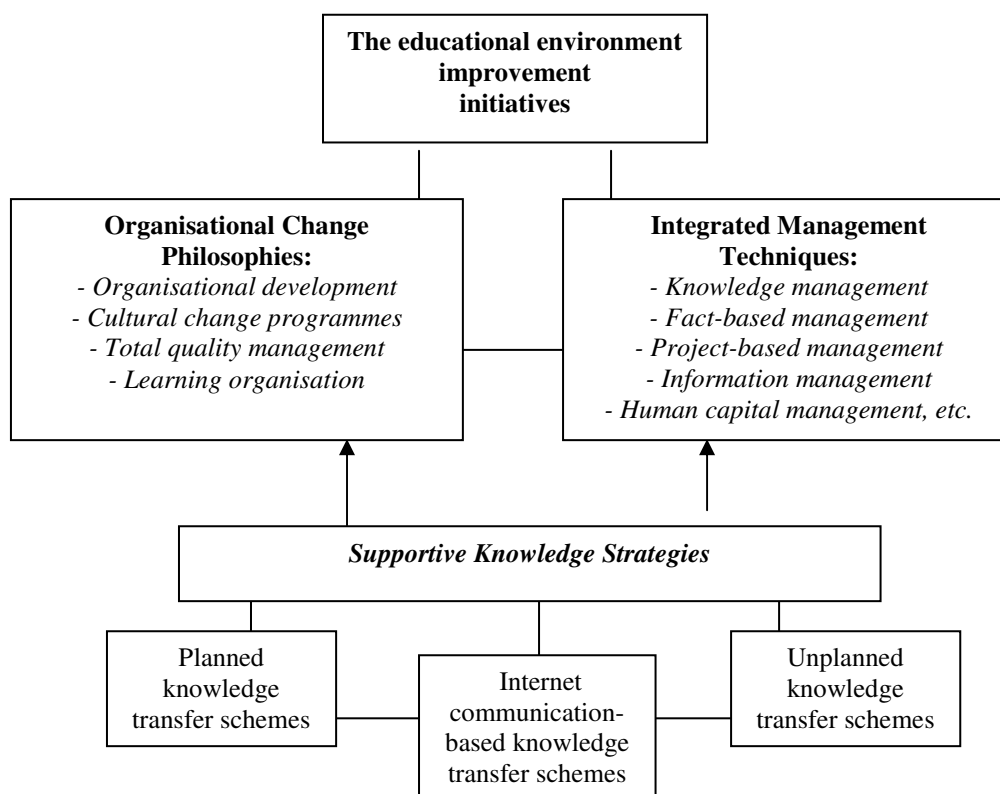 The educational environment
improvement
initiatives
Organisational Change
Philosophies:
- Organisational development
- Cultural change programmes
- Total quality management
- Learning organisation
Integrated Management
Techniques:
- Knowledge management
- Fact-based management
- Project-based management
- Information management
- Human capital management, etc.
Supportive Knowledge Strategies
Planned
knowledge
transfer schemes
Internet
communication-
based knowledge
transfer schemes
Unplanned
knowledge
transfer schemes